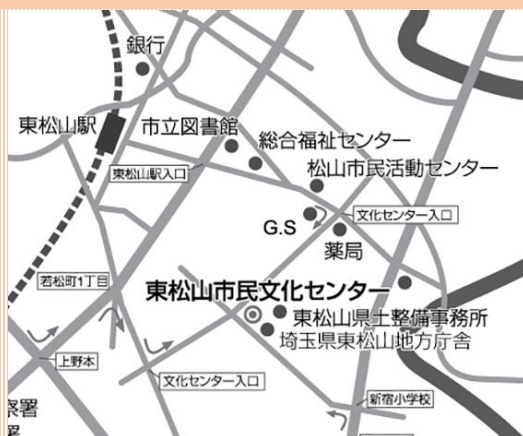 銀行
東松山駅
市立図書館
総合福祉センター
東松山駅入口
松山市民活動センター
文化センター入口
G.S
薬局
若松町1丁目
東松山市民文化センター
東松山県土整備事務所
埼玉県東松山地方庁舎
上野本
文化センター入口
新宿小学校
察署